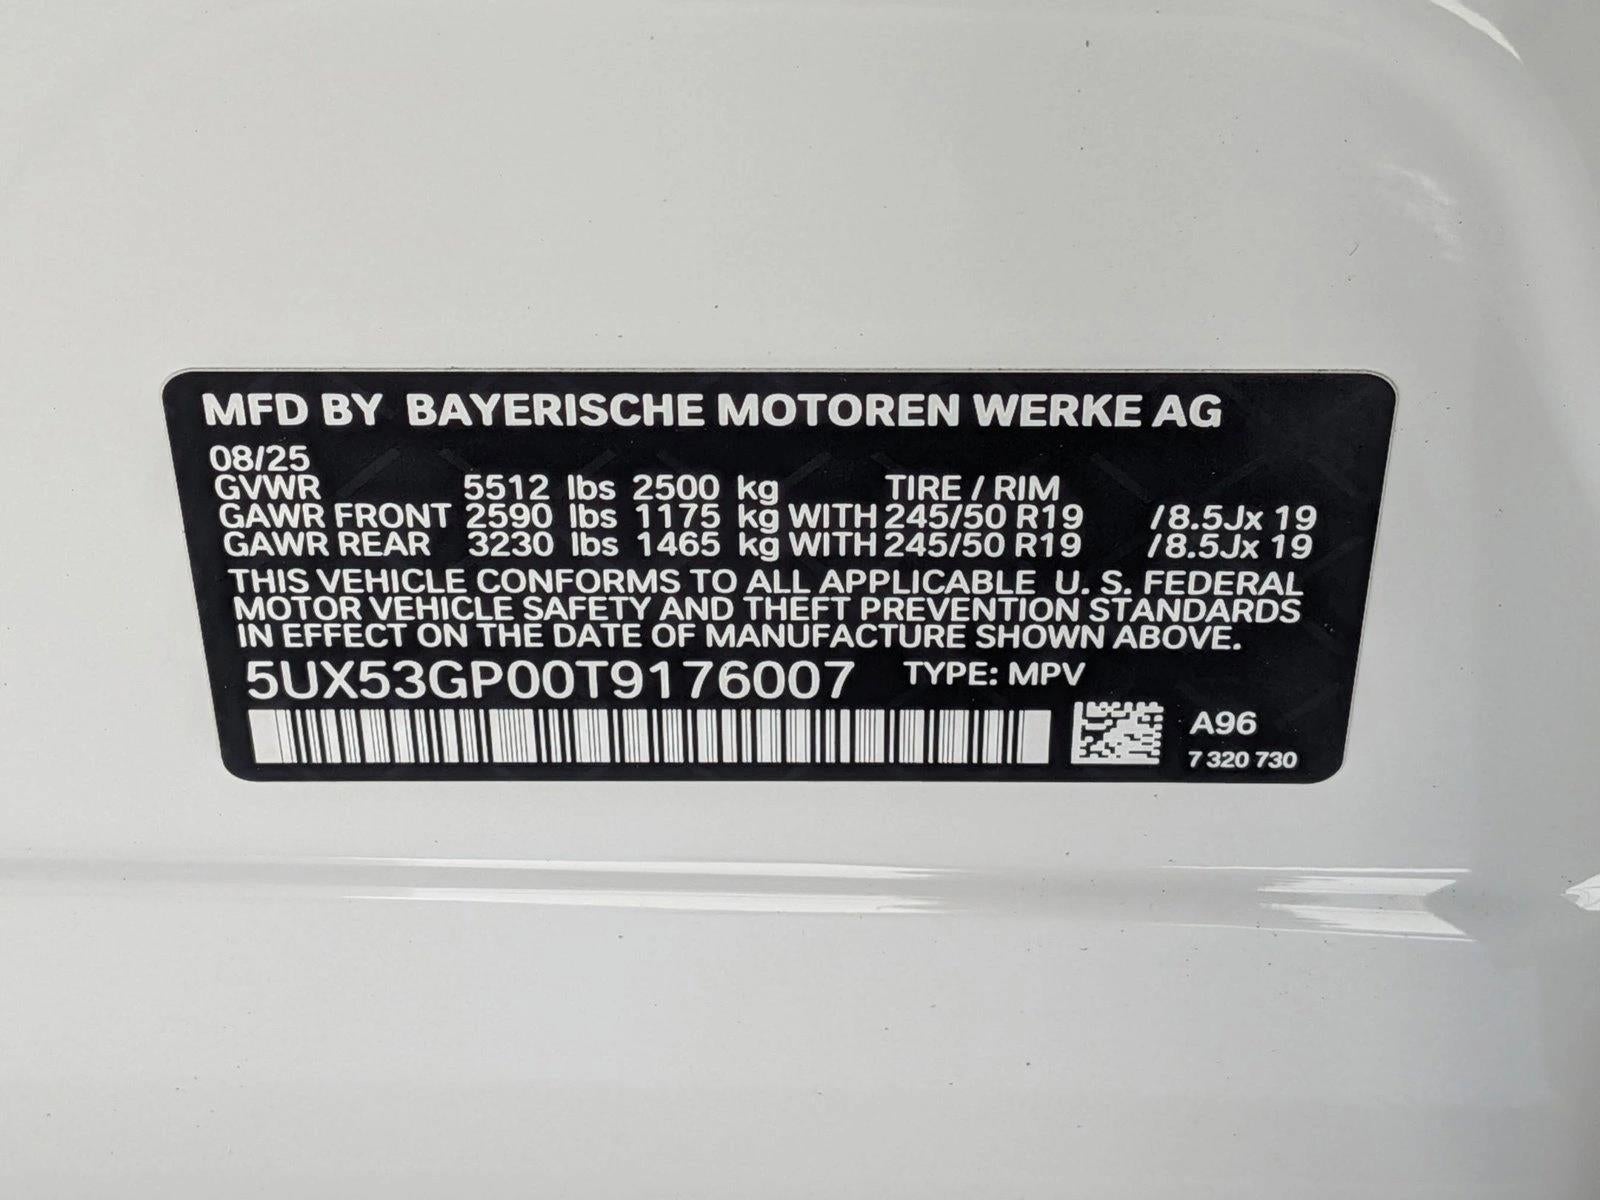 MFD BY BAYERISCHE MOTOREN WERKE AG
08/25
GVWR 5512 lbs 2500 kg TIRE / RIM
GAWR FRONT 2590 lbs 1175 kg WITH 245/50 R19 / 8.5Jx 19
GAWR REAR 3230 lbs 1465 kg WITH 245/50 R19 / 8.5Jx 19
THIS VEHICLE CONFORMS TO ALL APPLICABLE U. S. FEDERAL
MOTOR VEHICLE SAFETY AND THEFT PREVENTION STANDARDS
IN EFFECT ON THE DATE OF MANUFACTURE SHOWN ABOVE.
5UX53GP00T9176007 TYPE: MPV
A96
7 320 730